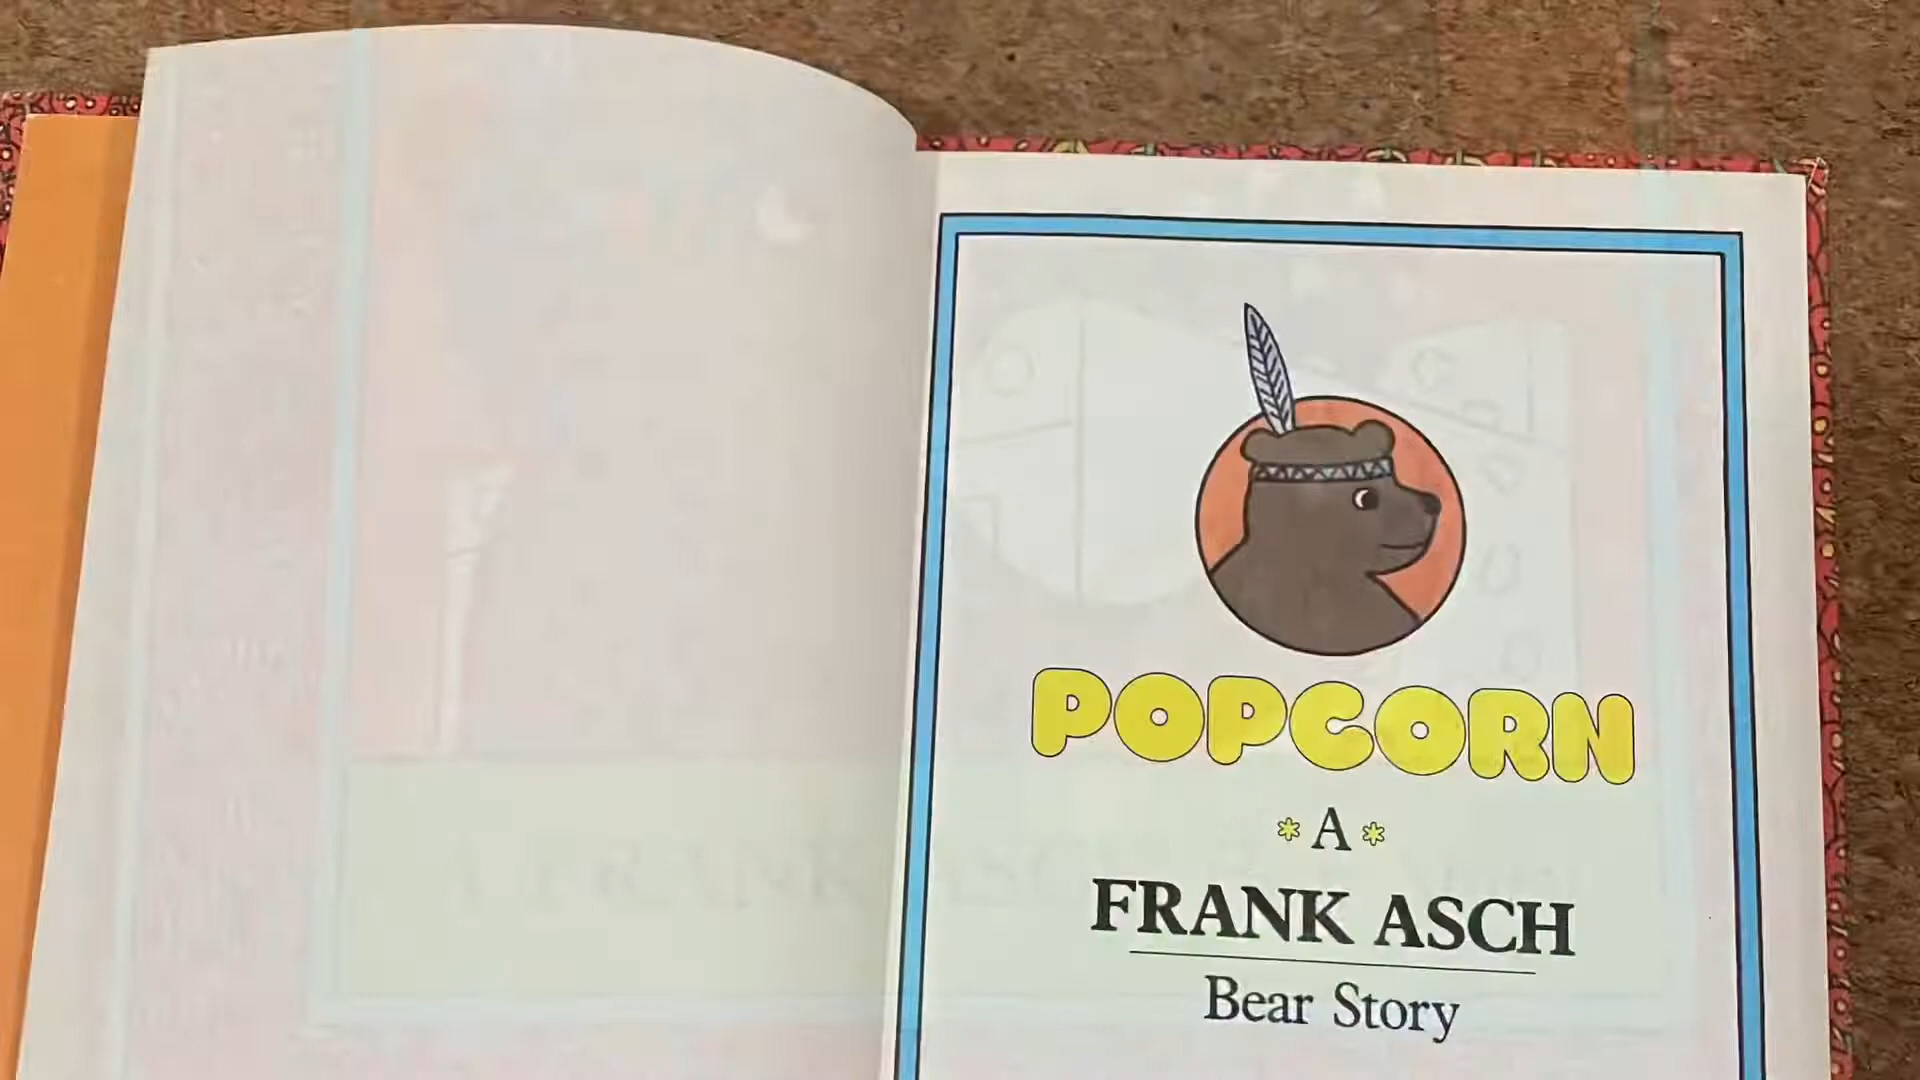 POPCORN
* A *
FRANK ASCH
Bear Story